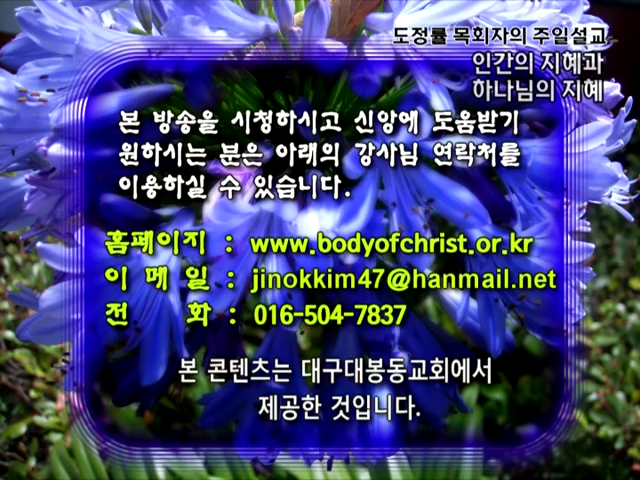 도정률 목회자의 주일설교
인간의 지혜과
하나님의 지혜
본 방송을 시청하시고 신앙에 도움받기
원하시는 분은 아래의 강사님 연락처를
이용하실 수 있습니다.
홈페이지 : www.bodyofchrist.or.kr
이 메 일 : jinokkim47@hanmail.net
전 화 : 016-504-7837
본 콘텐츠는 대구대봉동교회에서
제공한 것입니다.